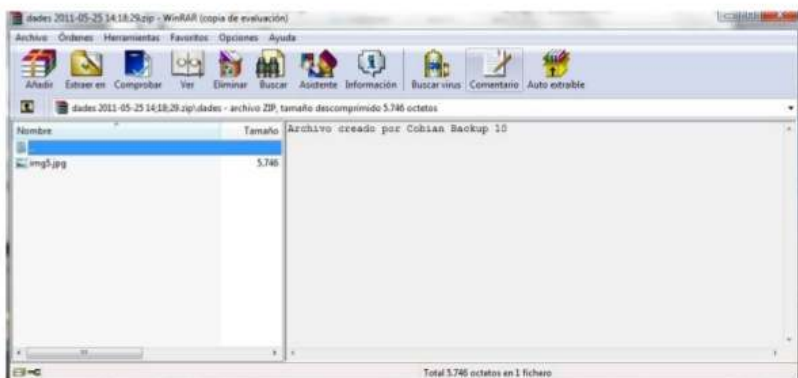 dades 2011-05-25 14;18;29.zip - WinRAR (copia de evaluación)
Archivo Órdenes Herramientas Favoritos Opciones Ayuda
Añadir Extraer en Comprobar Ver Eliminar Buscar Asistente Información Buscar virus Comentario Auto extraíble
dades 2011-05-25 14;18;29.zip\dades - archivo ZIP, tamaño descomprimido 5.746 octetos
Nombre Tamaño
..
img5.jpg 5.746
Archivo creado por Cobian Backup 10
Total 5.746 octetos en 1 fichero